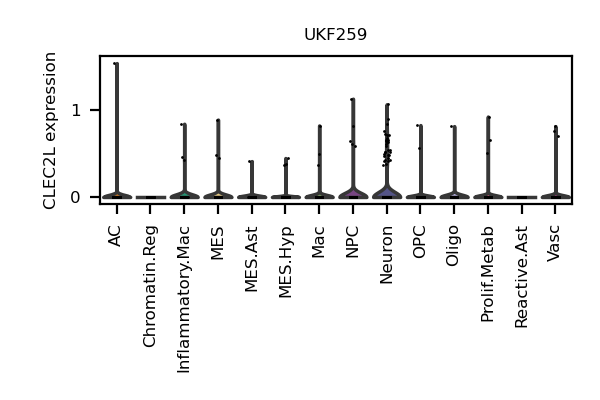 UKF259
CLEC2L expression
1
0
AC
Chromatin.Reg
Inflammatory.Mac
MES
MES.Ast
MES.Hyp
Mac
NPC
Neuron
OPC
Oligo
Prolif.Metab
Reactive.Ast
Vasc